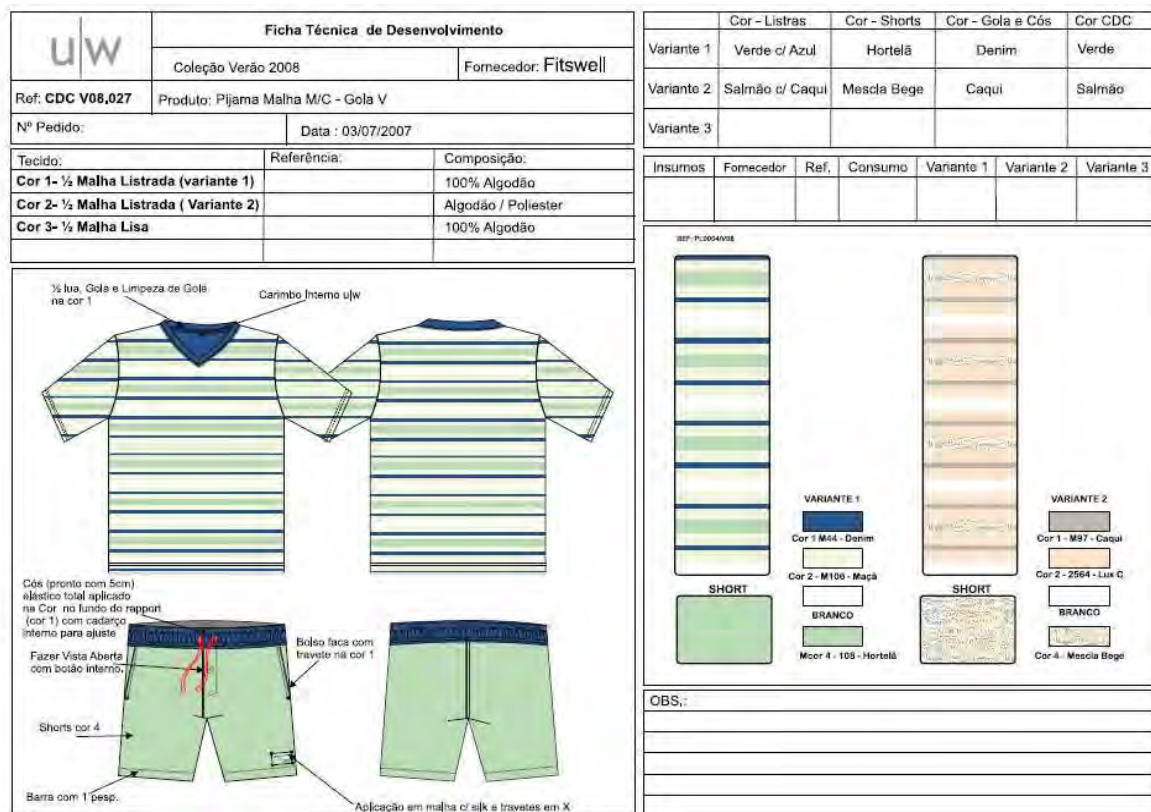 u|w
Ficha Técnica de Desenvolvimento
Coleção Verão 2008
Fornecedor: Fitswell
Ref: CDC V08,027
Produto: Pijama Malha M/C - Gola V
Nº Pedido:
Data : 03/07/2007
Tecido:
Referência:
Composição:
Cor 1- ½ Malha Listrada (variante 1)
100% Algodão
Cor 2- ½ Malha Listrada ( Variante 2)
Algodão / Poliester
Cor 3- ½ Malha Lisa
100% Algodão
½ lua, Gola e Limpeza de Gola
na cor 1
Carimbo Interno u|w
Cós (pronto com 5cm)
elástico total aplicado
na Cor no fundo do rapport
(cor 1) com cadarço
interno para ajuste
Fazer Vista Aberta
com botão interno.
Bolso faca com
travete na cor 1
Shorts cor 4
Barra com 1 pesp.
Aplicação em malha c/ silk e travetes em X
Cor - Listras
Cor - Shorts
Cor - Gola e Cós
Cor CDC
Variante 1
Verde c/ Azul
Hortelã
Denim
Verde
Variante 2
Salmão c/ Caqui
Mescla Bege
Caqui
Salmão
Variante 3
Insumos
Fornecedor
Ref.
Consumo
Variante 1
Variante 2
Variante 3
REF: PL0004/V08
VARIANTE 1
Cor 1 M44 - Denim
Cor 2 - M106 - Maçã
BRANCO
Mcor 4 - 108 - Hortelã
SHORT
VARIANTE 2
Cor 1 - M97 - Caqui
Cor 2 - 2564 - Lux C
BRANCO
Cor 4 - Mescla Bege
SHORT
OBS.: